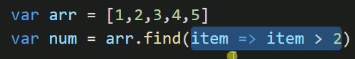 var arr = [1,2,3,4,5]
var num = arr.find(item => item > 2)